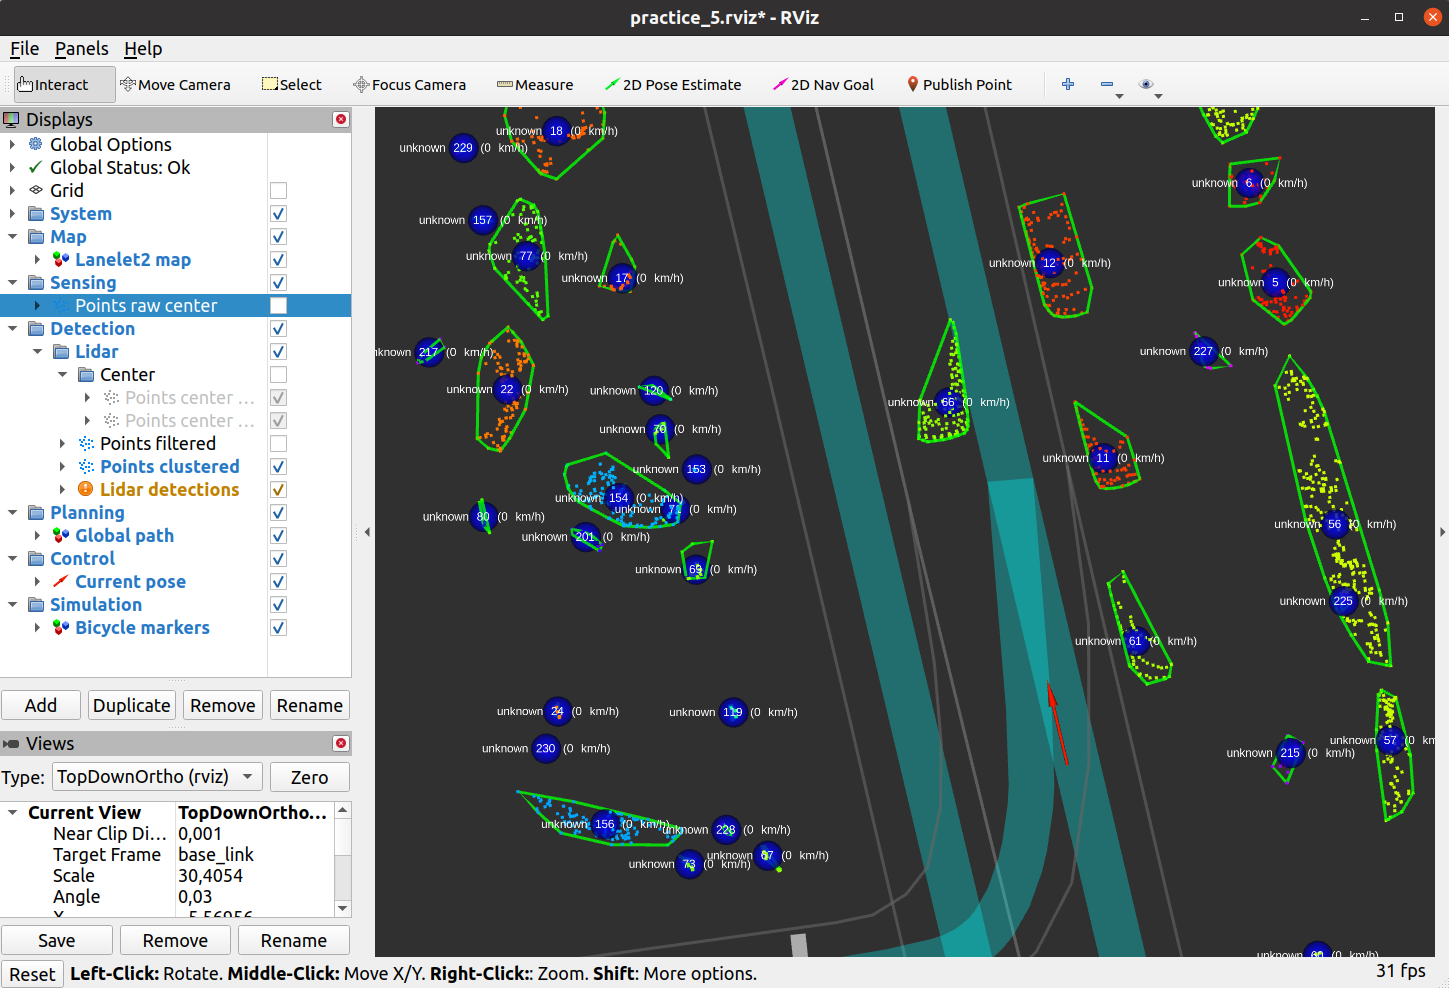 practice_5.rviz* - RViz
File Panels Help
Interact Move Camera Select Focus Camera Measure 2D Pose Estimate 2D Nav Goal Publish Point
Displays
Global Options
Global Status: Ok
Grid
System
Map
Lanelet2 map
Sensing
Points raw center
Detection
Lidar
Center
Points center ...
Points center ...
Points filtered
Points clustered
Lidar detections
Planning
Global path
Control
Current pose
Simulation
Bicycle markers
Add Duplicate Remove Rename
Views
Type: TopDownOrtho (rviz) Zero
Current View TopDownOrtho...
Near Clip Di... 0,001
Target Frame base_link
Scale 30,4054
Angle 0,03
Save Remove Rename
Reset Left-Click: Rotate. Middle-Click: Move X/Y. Right-Click:: Zoom. Shift: More options. 31 fps
unknown 18 (0 km/h)
unknown 229 (0 km/h)
unknown 6 (0 km/h)
unknown 157 (0 km/h)
unknown 77 (0 km/h)
unknown 12 (0 km/h)
unknown 17 (0 km/h)
unknown 5 (0 km/h)
nknown 217 (0 km/h)
unknown 227 (0 km/h)
unknown 22 (0 km/h)
unknown 120 (0 km/h)
unknown 66 (0 km/h)
unknown 70 (0 km/h)
unknown 11 (0 km/h)
unknown 153 (0 km/h)
unknown 154 (0 km/h)
unknown 71 (0 km/h)
unknown 80 (0 km/h)
unknown 56 (0 km/h)
unknown 201 (0 km/h)
unknown 69 (0 km/h)
unknown 225 (0 km/h)
unknown 61 (0 km/h)
unknown 24 (0 km/h)
unknown 119 (0 km/h)
unknown 57 (0 km
unknown 230 (0 km/h)
unknown 215 (0 km/h)
unknown 156 (0 km/h)
unknown 228 (0 km/h)
unknown 67 (0 km/h)
unknown 73 (0 km/h)
unknown (0 km/h)